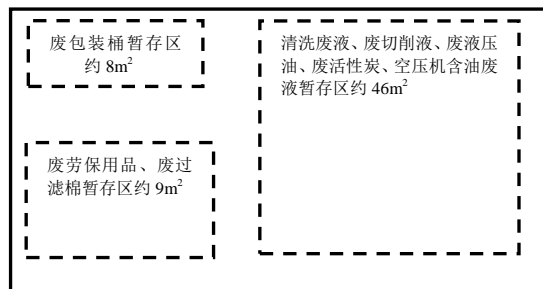 废包装桶暂存区
约 8m²
清洗废液、废切削液、废液压
油、废活性炭、空压机含油废
液暂存区约 46m²
废劳保用品、废过
滤棉暂存区约 9m²